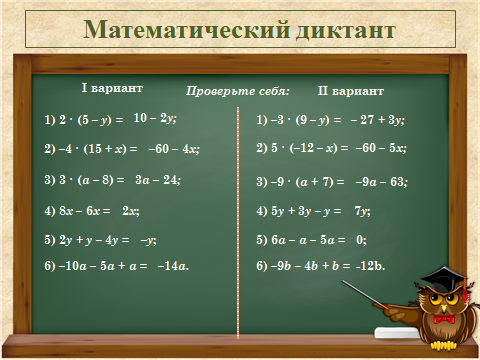 Математический диктант
I вариант
Проверьте себя:
II вариант
1) 2 · (5 – y) = 10 – 2y;
2) –4 · (15 + x) = –60 – 4x;
3) 3 · (a – 8) = 3a – 24;
4) 8x – 6x = 2x;
5) 2y + y – 4y = –y;
6) –10a – 5a + a = –14a.
1) –3 · (9 – y) = – 27 + 3y;
2) 5 · (–12 – x) = –60 – 5x;
3) –9 · (a + 7) = –9a – 63;
4) 5y + 3y – y = 7y;
5) 6a – a – 5a = 0;
6) –9b – 4b + b = -12b.